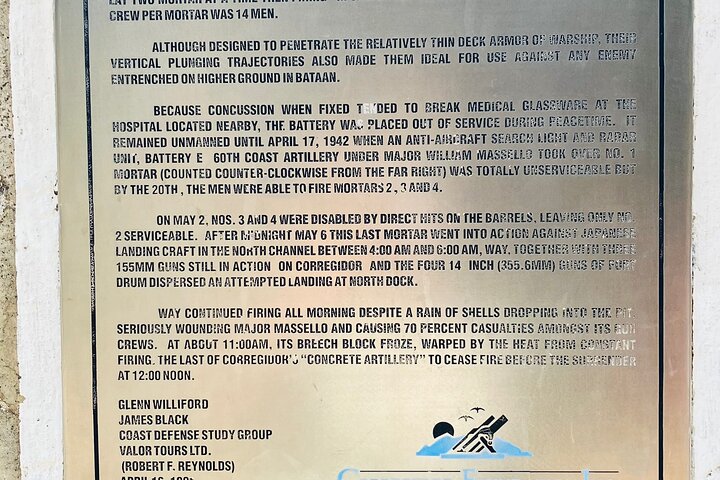 LAY TWO MORTAR AT A TIME THEN FIRING
CREW PER MORTAR WAS 14 MEN.
ALTHOUGH DESIGNED TO PENETRATE THE RELATIVELY THIN DECK ARMOR OF WARSHIP, THEIR
VERTICAL PLUNGING TRAJECTORIES ALSO MADE THEM IDEAL FOR USE AGAINST ANY ENEMY
ENTRENCHED ON HIGHER GROUND IN BATAAN.
BECAUSE CONCUSSION WHEN FIXED TENDED TO BREAK MEDICAL GLASSWARE AT THE
HOSPITAL LOCATED NEARBY, THE BATTERY WAS PLACED OUT OF SERVICE DURING PEACETIME. IT
REMAINED UNMANNED UNTIL APRIL 17, 1942 WHEN AN ANTI-AIRCRAFT SEARCH LIGHT AND RADAR
UNIT, BATTERY E 60TH COAST ARTILLERY UNDER MAJOR WILLIAM MASSELLO TOOK OVER NO. 1
MORTAR (COUNTED COUNTER-CLOCKWISE FROM THE FAR RIGHT) WAS TOTALLY UNSERVICEABLE BUT
BY THE 20TH, THE MEN WERE ABLE TO FIRE MORTARS 2, 3 AND 4.
ON MAY 2, NOS. 3 AND 4 WERE DISABLED BY DIRECT HITS ON THE BARRELS, LEAVING ONLY NO.
2 SERVICEABLE. AFTER MIDNIGHT MAY 6 THIS LAST MORTAR WENT INTO ACTION AGAINST JAPANESE
LANDING CRAFT IN THE NORTH CHANNEL BETWEEN 4:00 AM AND 6:00 AM, WAY, TOGETHER WITH THREE
155MM GUNS STILL IN ACTION ON CORREGIDOR AND THE FOUR 14 INCH (355.6MM) GUNS OF FORT
DRUM DISPERSED AN ATTEMPTED LANDING AT NORTH DOCK.
WAY CONTINUED FIRING ALL MORNING DESPITE A RAIN OF SHELLS DROPPING INTO THE PIT,
SERIOUSLY WOUNDING MAJOR MASSELLO AND CAUSING 70 PERCENT CASUALTIES AMONGST ITS GUN
CREWS. AT ABOUT 11:00AM, ITS BREECH BLOCK FROZE, WARPED BY THE HEAT FROM CONSTANT
FIRING. THE LAST OF CORREGIDOR'S "CONCRETE ARTILLERY" TO CEASE FIRE BEFORE THE SURRENDER
AT 12:00 NOON.
GLENN WILLIFORD
JAMES BLACK
COAST DEFENSE STUDY GROUP
VALOR TOURS LTD.
(ROBERT F. REYNOLDS)
APRIL